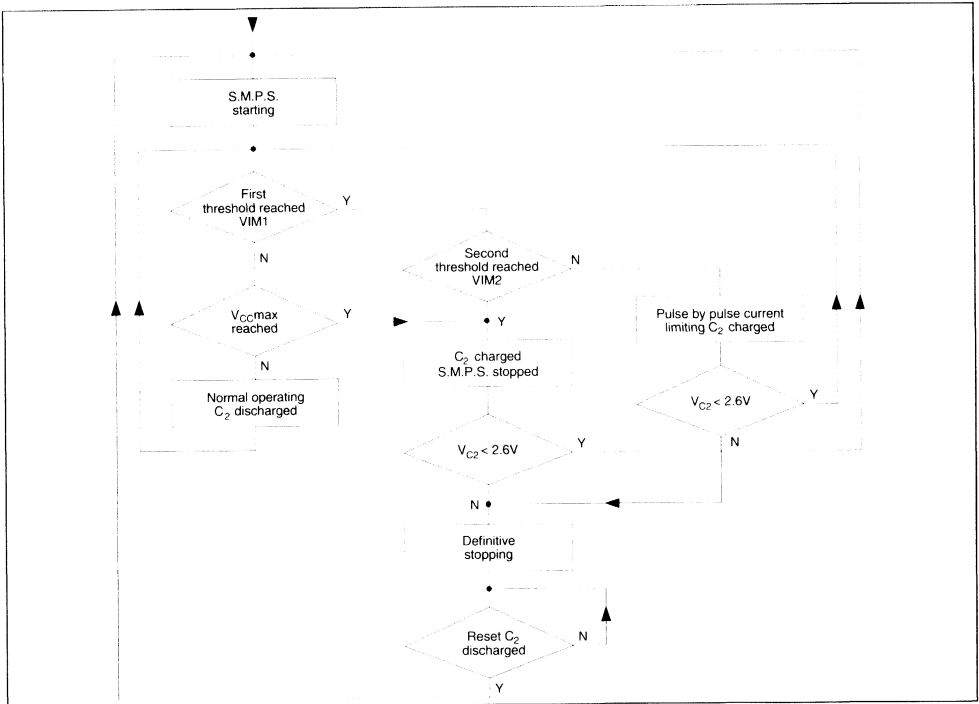 S.M.P.S.
starting
First
threshold reached
VIM1
Y
N
Second
threshold reached
VIM2
N
Y
VCCmax
reached
Y
N
Pulse by pulse current
limiting C2 charged
C2 charged
S.M.P.S. stopped
Normal operating
C2 discharged
VC2 < 2.6V
Y
N
VC2 < 2.6V
Y
N
Definitive
stopping
Reset C2
discharged
N
Y